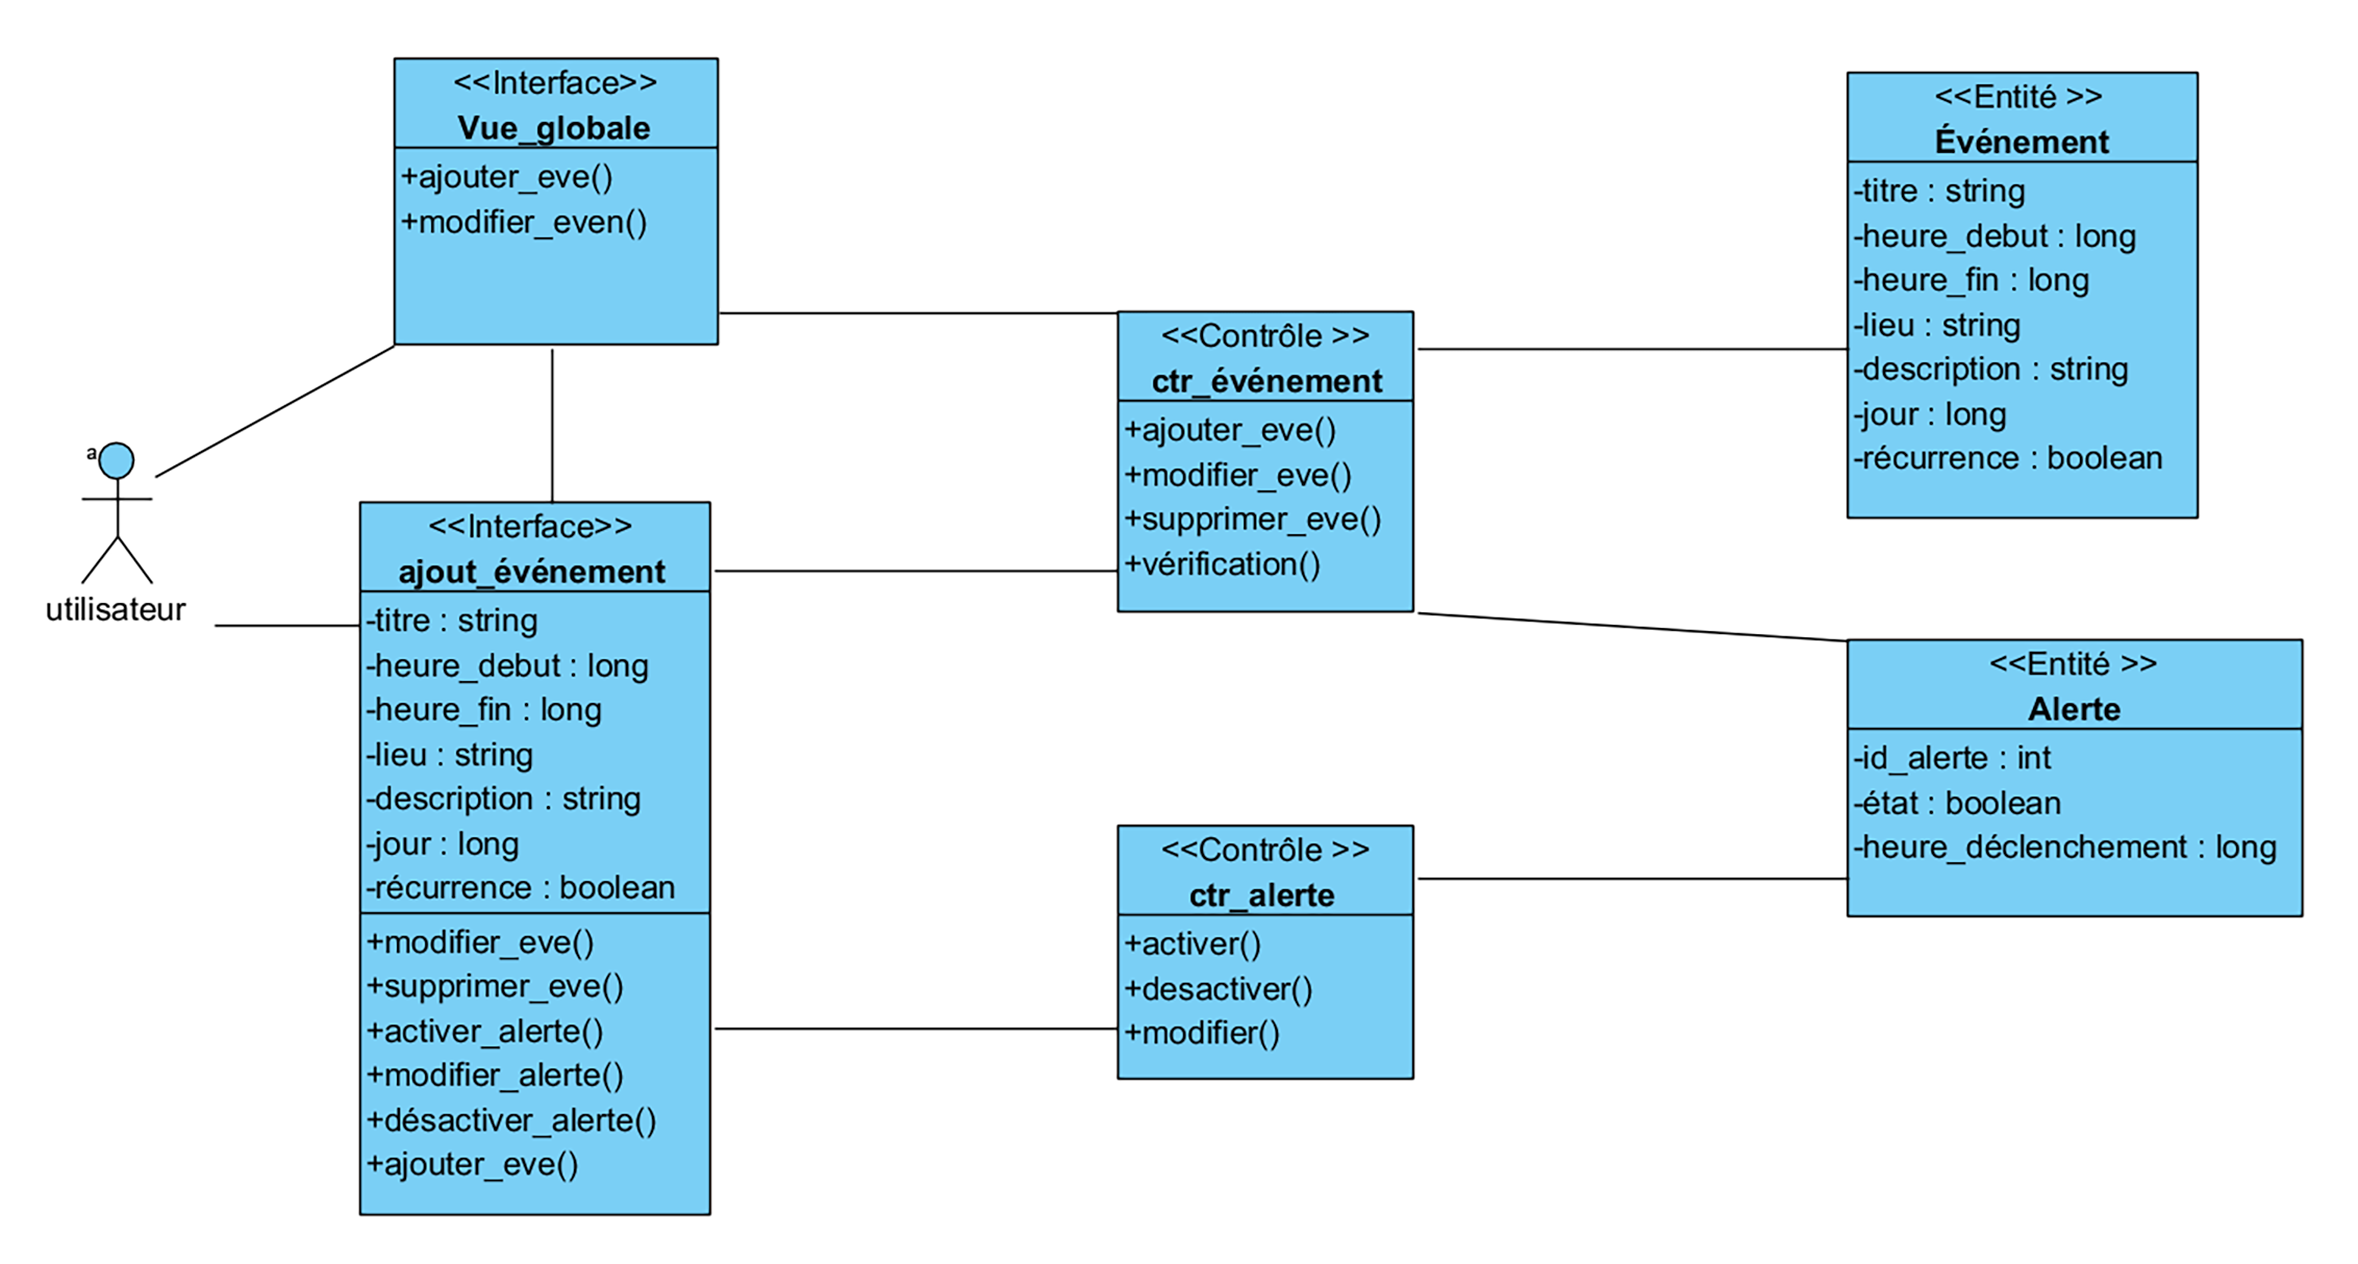 <<Interface>>
Vue_globale
+ajouter_eve()
+modifier_even()
a
utilisateur
<<Interface>>
ajout_événement
-titre : string
-heure_debut : long
-heure_fin : long
-lieu : string
-description : string
-jour : long
-récurrence : boolean
+modifier_eve()
+supprimer_eve()
+activer_alerte()
+modifier_alerte()
+désactiver_alerte()
+ajouter_eve()
<<Contrôle >>
ctr_événement
+ajouter_eve()
+modifier_eve()
+supprimer_eve()
+vérification()
<<Contrôle >>
ctr_alerte
+activer()
+desactiver()
+modifier()
<<Entité >>
Événement
-titre : string
-heure_debut : long
-heure_fin : long
-lieu : string
-description : string
-jour : long
-récurrence : boolean
<<Entité >>
Alerte
-id_alerte : int
-état : boolean
-heure_déclenchement : long